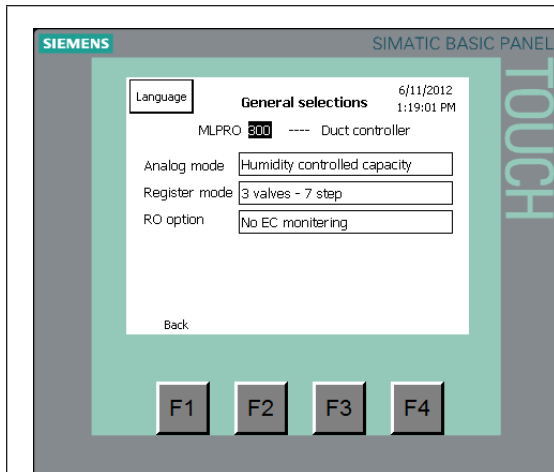 SIEMENS SIMATIC BASIC PANEL
TOUCH
Language General selections 6/11/2012
1:19:01 PM
MLPRO 300 ---- Duct controller
Analog mode Humidity controlled capacity
Register mode 3 valves - 7 step
RO option No EC monitering
Back
F1 F2 F3 F4